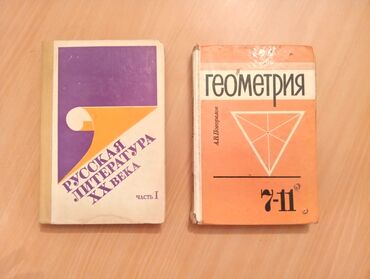 РУССКАЯ
ЛИТЕРАТУРА
XX ВЕКА
ЧАСТЬ I
ГЕОМЕТРИЯ
А.В.Погорелов
7-11